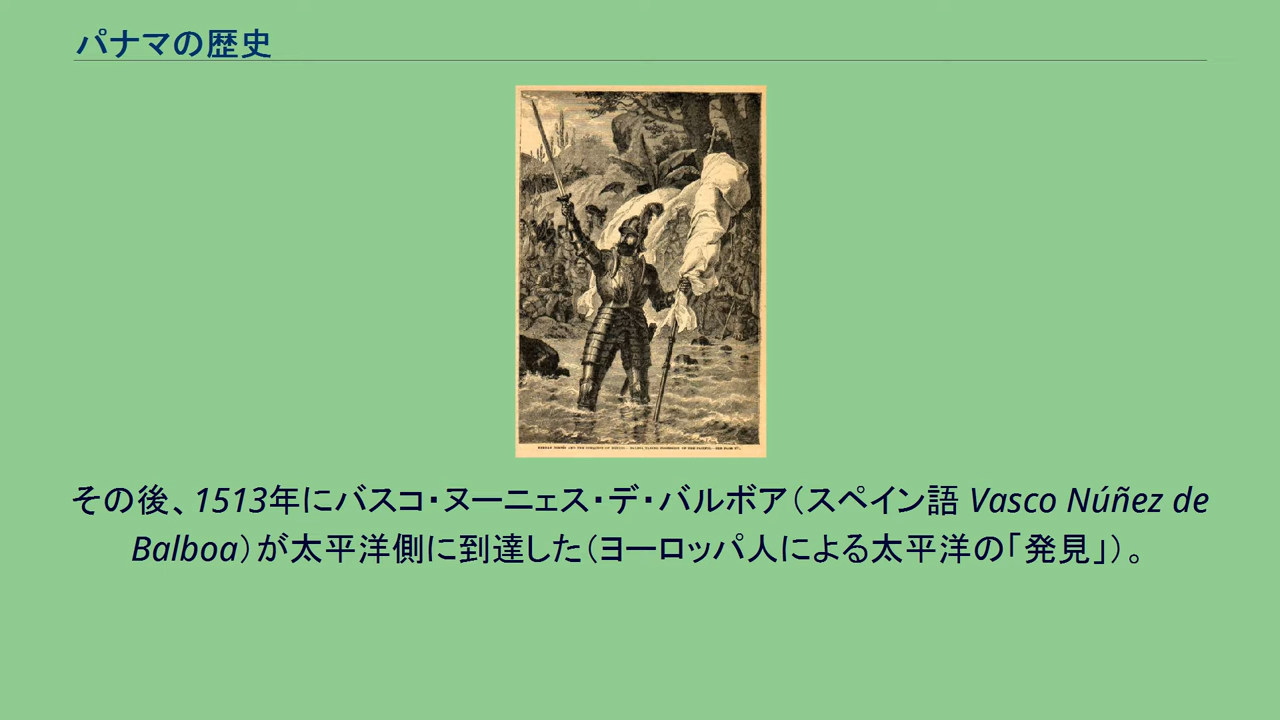 パナマの歴史
その後、1513年にバスコ・ヌーニェス・デ・バルボア（スペイン語 Vasco Núñez de
Balboa）が太平洋側に到達した（ヨーロッパ人による太平洋の「発見」）。